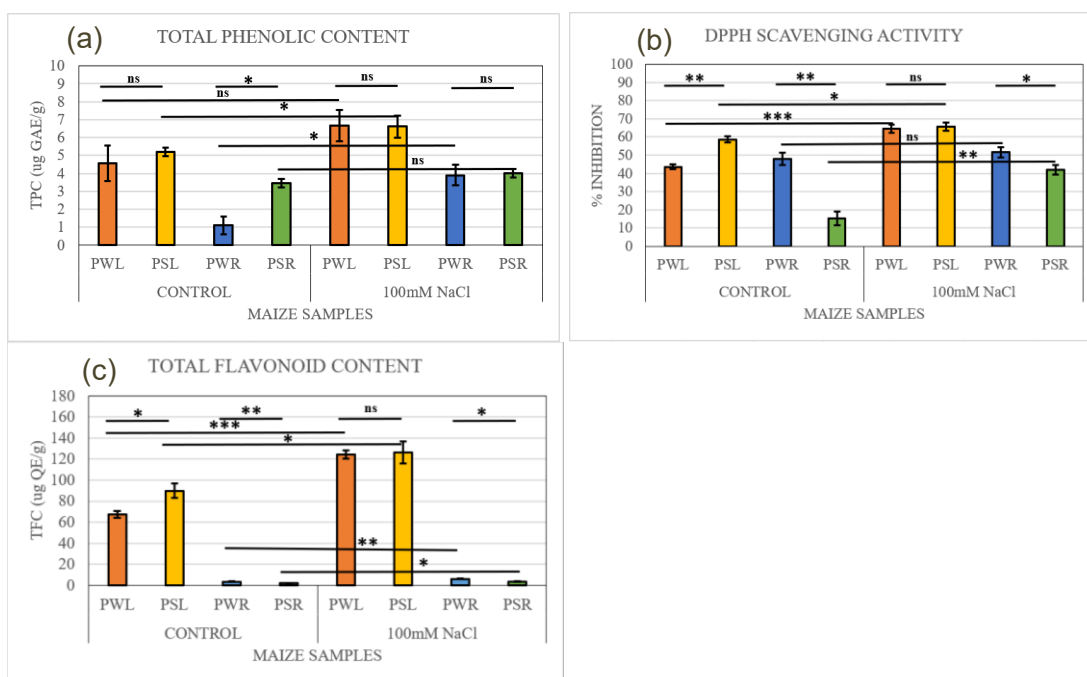 (a)
TOTAL PHENOLIC CONTENT
10
9
8
7
6
5
4
3
2
1
0
TPC (ug GAE/g)
ns
*
ns
ns
ns
*
*
ns
PWL PSL PWR PSR PWL PSL PWR PSR
CONTROL 100mM NaCl
MAIZE SAMPLES
(b)
DPPH SCAVENGING ACTIVITY
100
90
80
70
60
50
40
30
20
10
0
% INHIBITION
** ** ns *
*
***
ns
**
PWL PSL PWR PSR PWL PSL PWR PSR
CONTROL 100mM NaCl
MAIZE SAMPLES
(c)
TOTAL FLAVONOID CONTENT
180
160
140
120
100
80
60
40
20
0
TFC (ug QE/g)
* ** ns *
***
*
**
*
PWL PSL PWR PSR PWL PSL PWR PSR
CONTROL 100mM NaCl
MAIZE SAMPLES